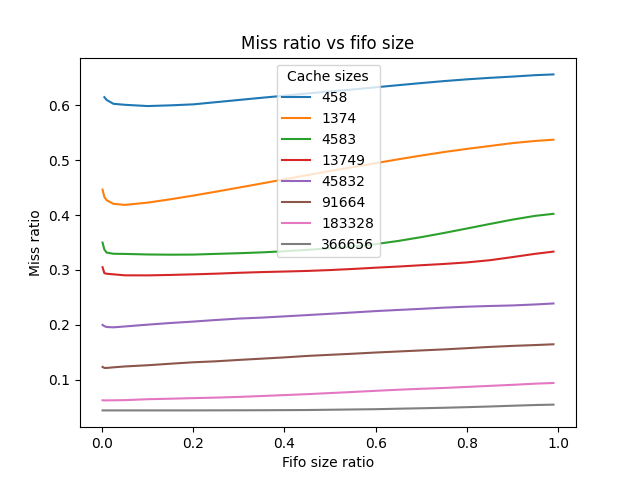 Miss ratio vs fifo size
Cache sizes
458
1374
4583
13749
45832
91664
183328
366656
Miss ratio
0.6
0.5
0.4
0.3
0.2
0.1
0.0 0.2 0.4 0.6 0.8 1.0
Fifo size ratio